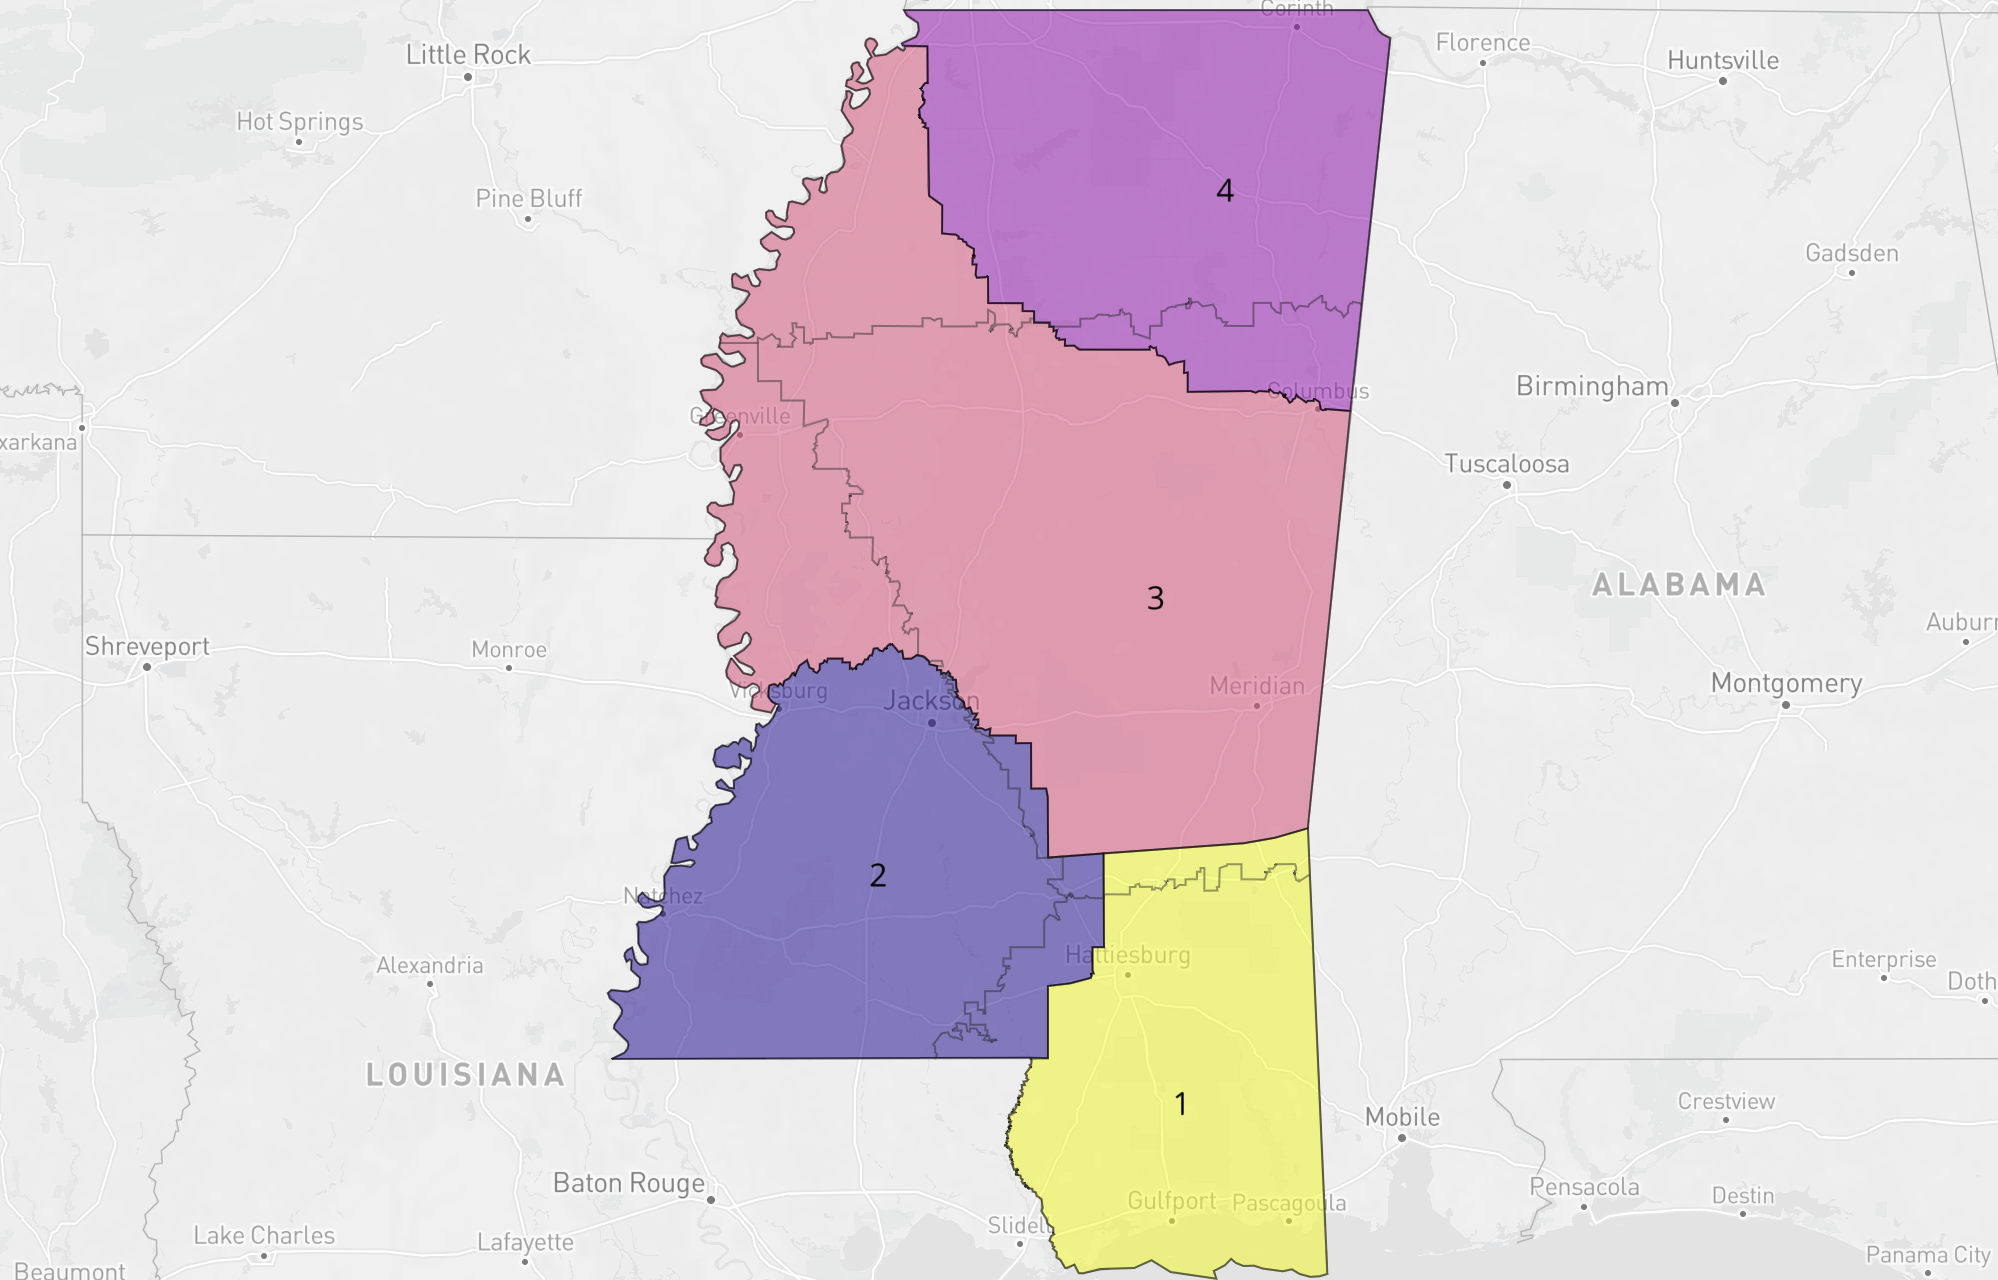 Corinth
Little Rock
Florence
Huntsville
Hot Springs
Pine Bluff
4
Gadsden
Greenville
Columbus
Birmingham
xarkana
Tuscaloosa
3
ALABAMA
Auburn
Shreveport
Monroe
Vicksburg
Jackson
Meridian
Montgomery
2
Natchez
Hattiesburg
Alexandria
Enterprise
Doth
LOUISIANA
1
Mobile
Crestview
Baton Rouge
Gulfport
Pascagoula
Pensacola
Destin
Slidell
Lake Charles
Lafayette
Panama City
Beaumont